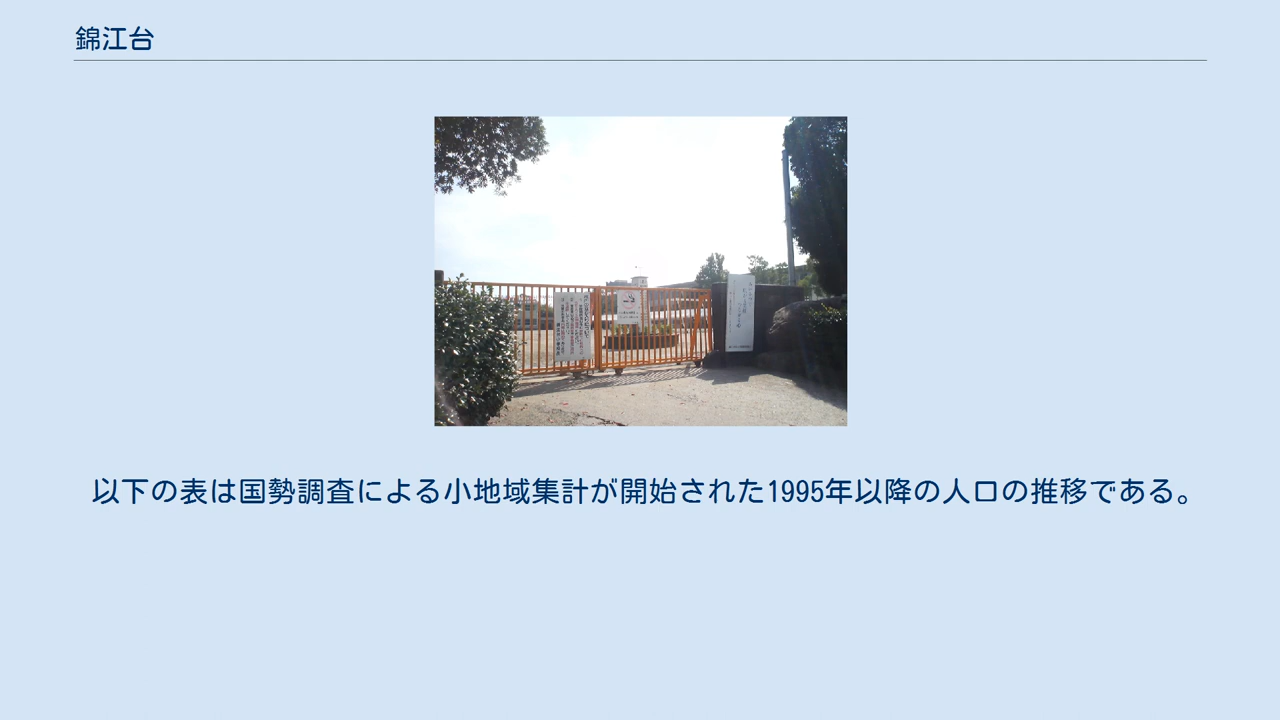 錦江台
以下の表は国勢調査による小地域集計が開始された1995年以降の人口の推移である。